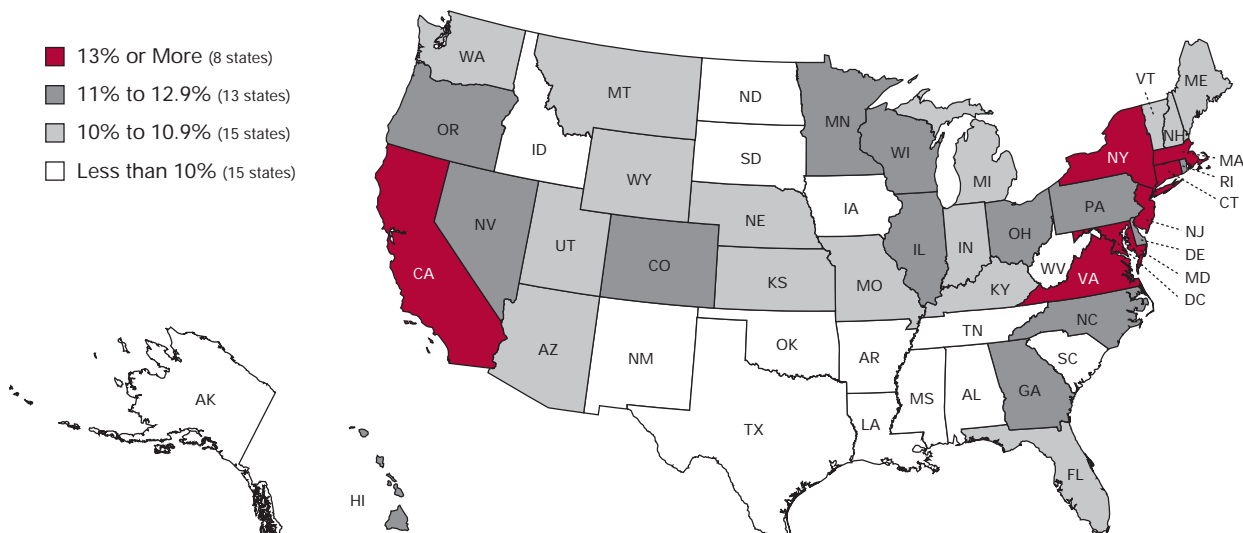 13% or More (8 states)
11% to 12.9% (13 states)
10% to 10.9% (15 states)
Less than 10% (15 states)
WA
MT
ND
MN
VT
ME
OR
ID
SD
WI
MI
NH
NY
MA
RI
CT
WY
IA
PA
NJ
NV
UT
NE
IL
IN
OH
DE
CA
CO
KS
MO
KY
WV
VA
MD
DC
AZ
NM
OK
AR
TN
NC
SC
AK
TX
LA
MS
AL
GA
FL
HI